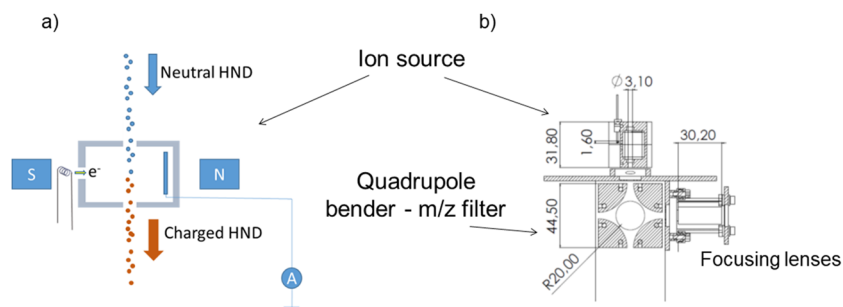 a)
Neutral HND
S
e-
N
Charged HND
A
Ion source
Quadrupole
bender - m/z filter
b)
Ø3,10
31,80
1,60
30,20
44,50
R20,00
Focusing lenses